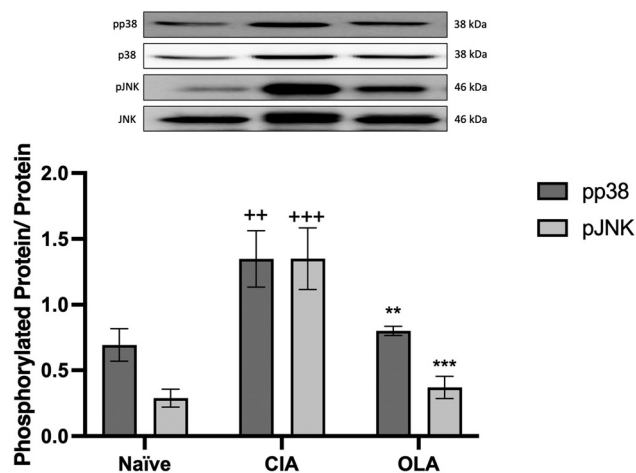 pp38 38 kDa
p38 38 kDa
pJNK 46 kDa
JNK 46 kDa
Phosphorylated Protein/ Protein
2.0
1.5
1.0
0.5
0.0
++ +++
** 
***
Naïve CIA OLA
pp38
pJNK